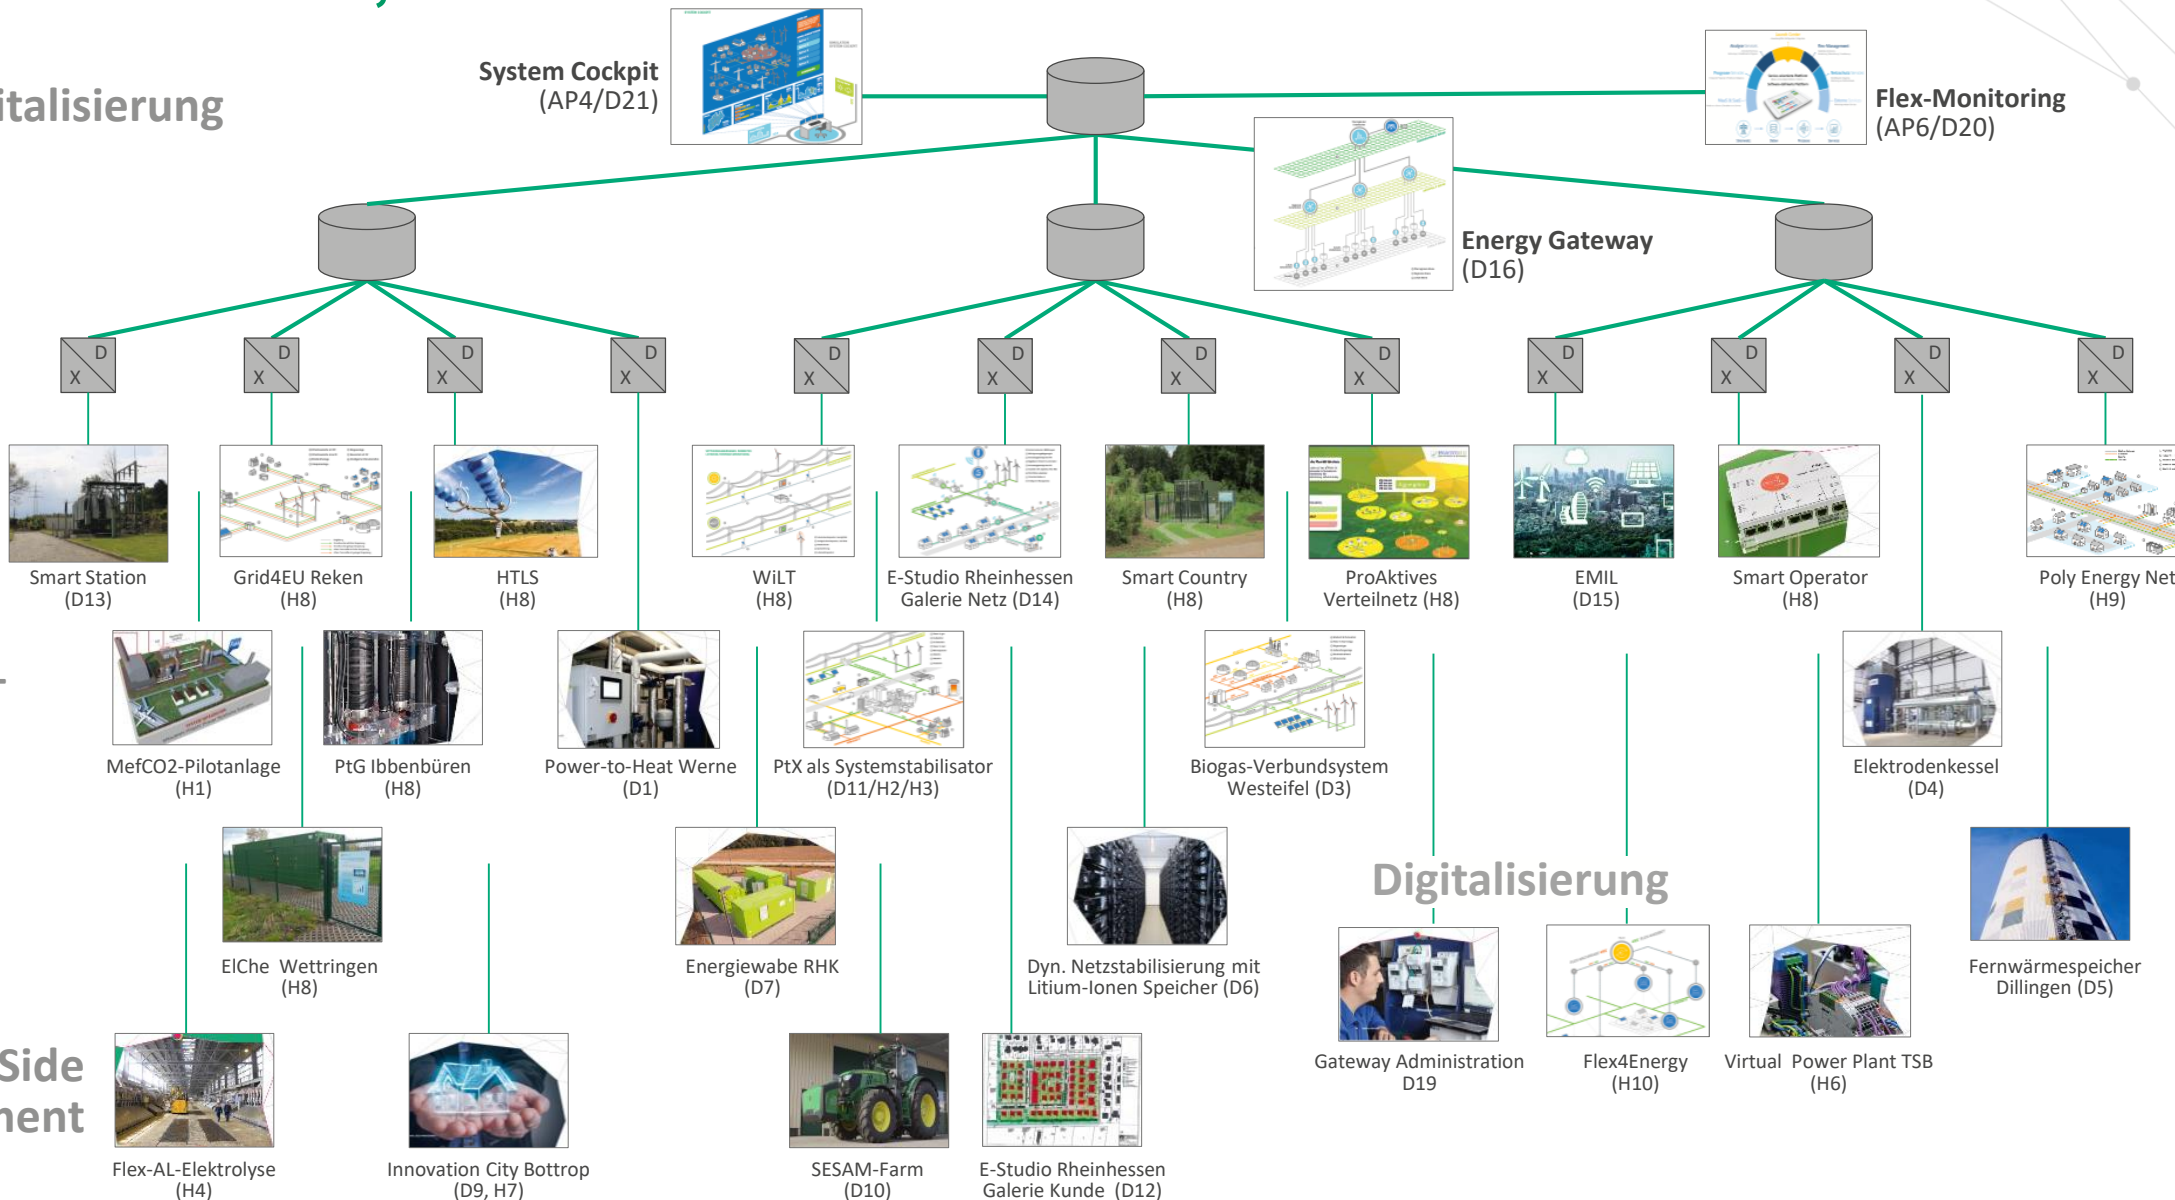 System Cockpit
(AP4/D21)
italisierung
Flex-Monitoring
(AP6/D20)
Energy Gateway
(D16)
D
X
D
X
D
X
D
X
D
X
D
X
D
X
D
X
D
X
D
X
D
X
D
X
Smart Station
(D13)
Grid4EU Reken
(H8)
HTLS
(H8)
WiLT
(H8)
E-Studio Rheinhessen
Galerie Netz (D14)
Smart Country
(H8)
ProAktives
Verteilnetz (H8)
EMIL
(D15)
Smart Operator
(H8)
Poly Energy Net
(H9)
MefCO2-Pilotanlage
(H1)
PtG Ibbenbüren
(H8)
Power-to-Heat Werne
(D1)
PtX als Systemstabilisator
(D11/H2/H3)
Biogas-Verbundsystem
Westeifel (D3)
Elektrodenkessel
(D4)
Digitalisierung
ElChe Wettringen
(H8)
Energiewabe RHK
(D7)
Dyn. Netzstabilisierung mit
Litium-Ionen Speicher (D6)
Fernwärmespeicher
Dillingen (D5)
Side
ment
Gateway Administration
D19
Flex4Energy
(H10)
Virtual Power Plant TSB
(H6)
Flex-AL-Elektrolyse
(H4)
Innovation City Bottrop
(D9, H7)
SESAM-Farm
(D10)
E-Studio Rheinhessen
Galerie Kunde (D12)